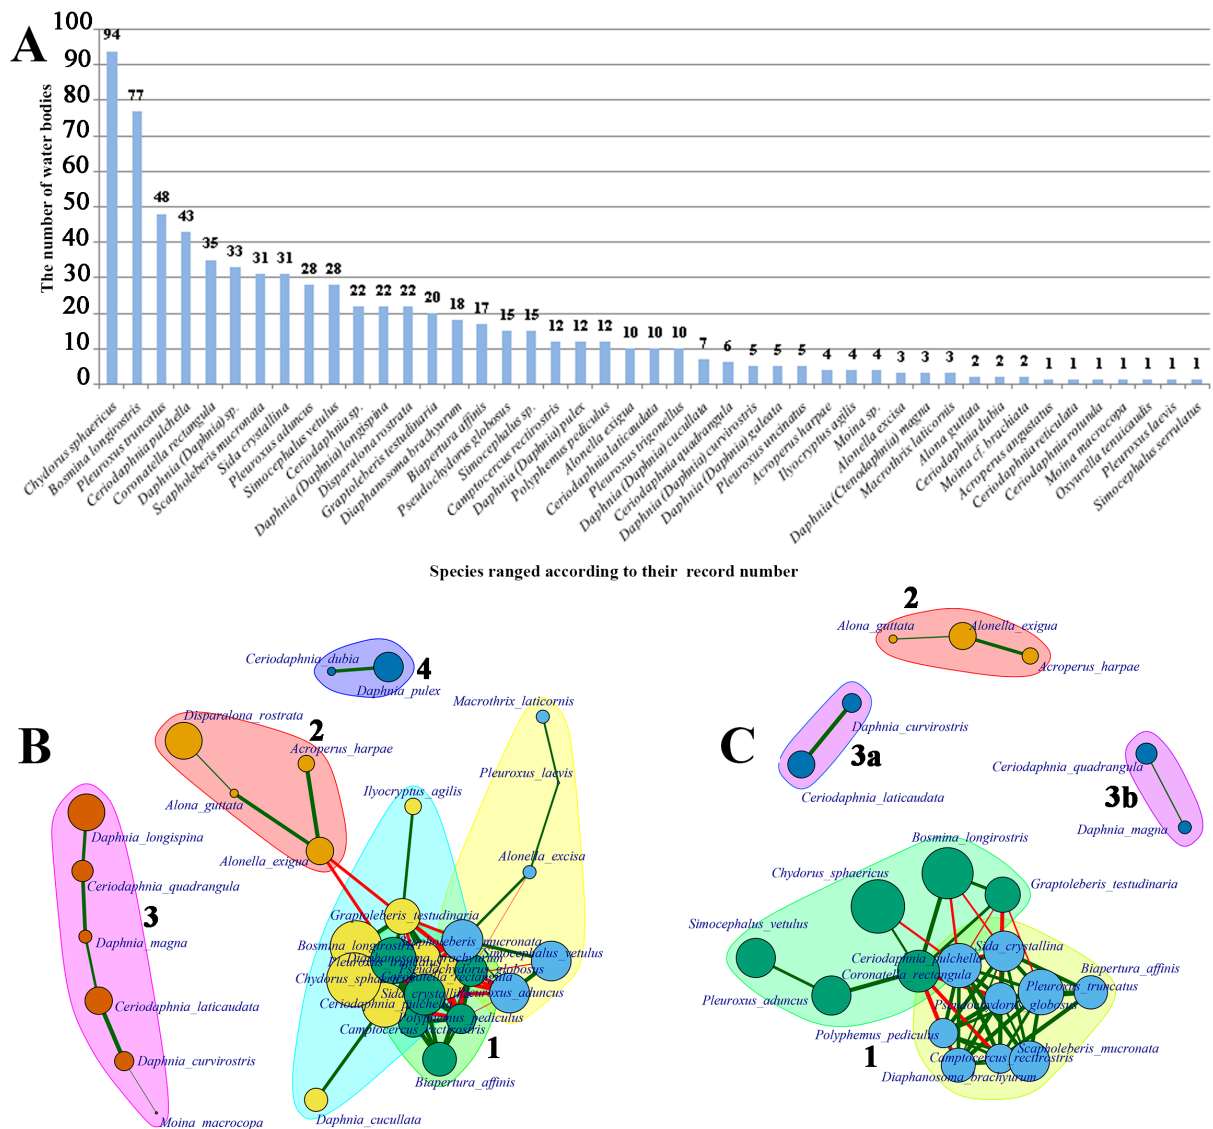 A
The number of water bodies
100
90
80
70
60
50
40
30
20
10
0
94
77
48
43
35
33
31
31
28
28
22
22
22
20
18
17
15
15
12
12
12
10
10
10
7
6
5
5
5
4
4
4
3
3
3
2
2
2
1
1
1
1
1
1
1
Chydorus sphaericus
Bosmina longirostris
Pleuroxus truncatus
Ceriodaphnia pulchella
Coronatella rectangula
Daphnia (Daphnia) sp.
Scapholeberis mucronata
Sida crystallina
Pleuroxus aduncus
Simocephalus vetulus
Ceriodaphnia sp.
Daphnia (Daphnia) longispina
Disparalona rostrata
Graptoleberis testudinaria
Diaphanosoma brachyurum
Biapertura affinis
Pseudochydorus globosus
Simocephalus sp.
Camptocercus rectirostris
Daphnia (Daphnia) pulex
Polyphemus pediculus
Alonella exigua
Ceriodaphnia laticaudata
Pleuroxus trigonellus
Daphnia (Daphnia) cucullata
Ceriodaphnia quadrangula
Daphnia (Daphnia) curvirostris
Daphnia (Daphnia) galeata
Pleuroxus uncinatus
Acroperus harpae
Ilyocryptus agilis
Moina sp.
Alonella excisa
Daphnia (Ctenodaphnia) magna
Macrothrix laticornis
Alona guttata
Ceriodaphnia dubia
Moina cf. brachiata
Acroperus angustatus
Ceriodaphnia reticulata
Ceriodaphnia rotunda
Moina macrocopa
Oxyurella tenuicaudis
Pleuroxus laevis
Simocephalus serrulatus
Species ranged according to their record number
B
Ceriodaphnia_dubia
4
Daphnia_pulex
Macrothrix_laticornis
Disparalona_rostrata
2
Acroperus_harpae
Pleuroxus_laevis
Ilyocryptus_agilis
Alona_guttata
Daphnia_longispina
Alonella_exigua
Alonella_excisa
Ceriodaphnia_quadrangula
3
Graptoleberis_testudinaria
Daphnia_magna
Bosmina_longirostris
Scapholeberis_mucronata
Simocephalus_vetulus
Diaphanosoma_brachyurum
Pleuroxus_truncatus
Pseudochydorus_globosus
Chydorus_sphaericus
Coronatella_rectangula
Sida_crystallina
Pleuroxus_aduncus
Ceriodaphnia_laticaudata
Ceriodaphnia_pulchella
Polyphemus_pediculus
Camptocercus_rectirostris
1
Daphnia_curvirostris
Biapertura_affinis
Moina_macrocopa
Daphnia_cucullata
C
2
Alona_guttata
Alonella_exigua
Acroperus_harpae
Daphnia_curvirostris
3a
Ceriodaphnia_laticaudata
Ceriodaphnia_quadrangula
3b
Daphnia_magna
Bosmina_longirostris
Chydorus_sphaericus
Graptoleberis_testudinaria
Simocephalus_vetulus
Sida_crystallina
Ceriodaphnia_pulchella
Biapertura_affinis
Coronatella_rectangula
Pleuroxus_truncatus
Pleuroxus_aduncus
Pseudochydorus_globosus
Polyphemus_pediculus
1
Scapholeberis_mucronata
Camptocercus_rectirostris
Diaphanosoma_brachyurum